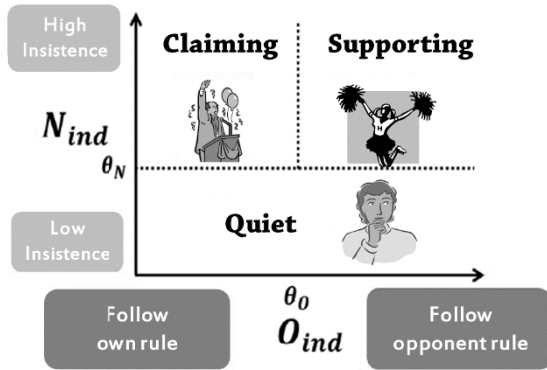 High
Insistence
Claiming
Supporting
N_ind
θ_N
Quiet
Low
Insistence
θ_O
O_ind
Follow
own rule
Follow
opponent rule
H